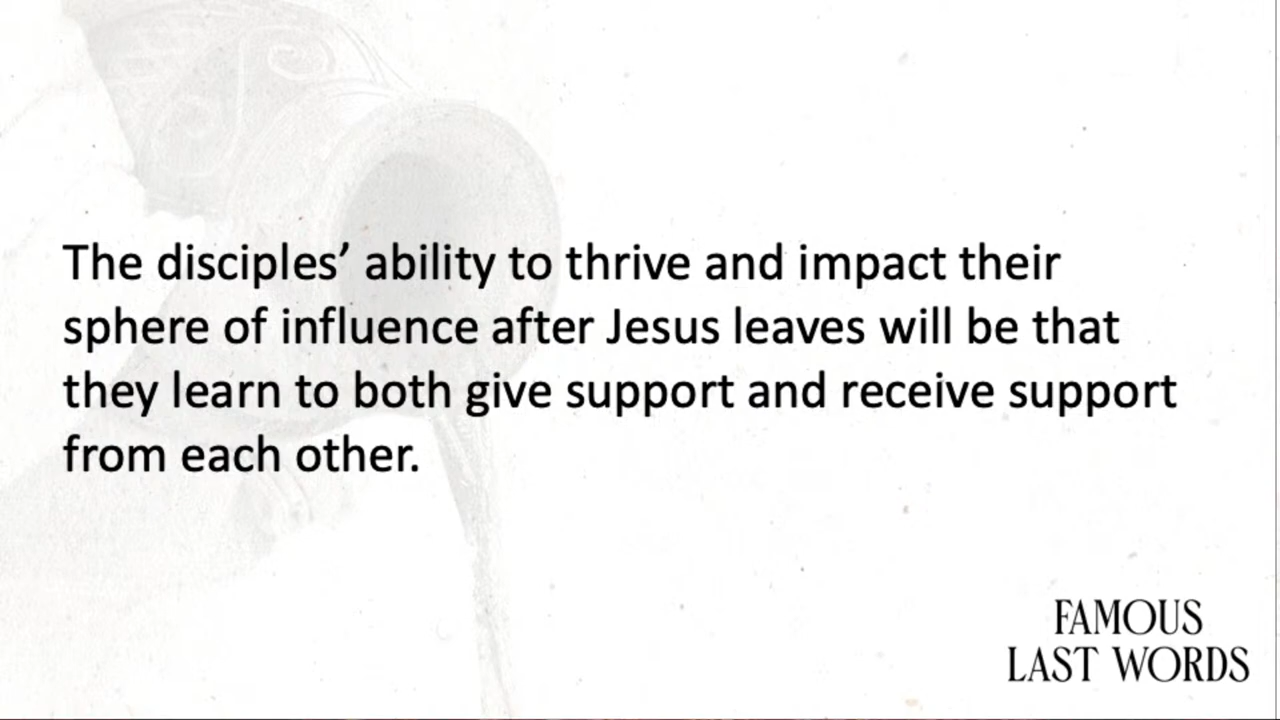 The disciples’ ability to thrive and impact their
sphere of influence after Jesus leaves will be that
they learn to both give support and receive support
from each other.
FAMOUS
LAST WORDS